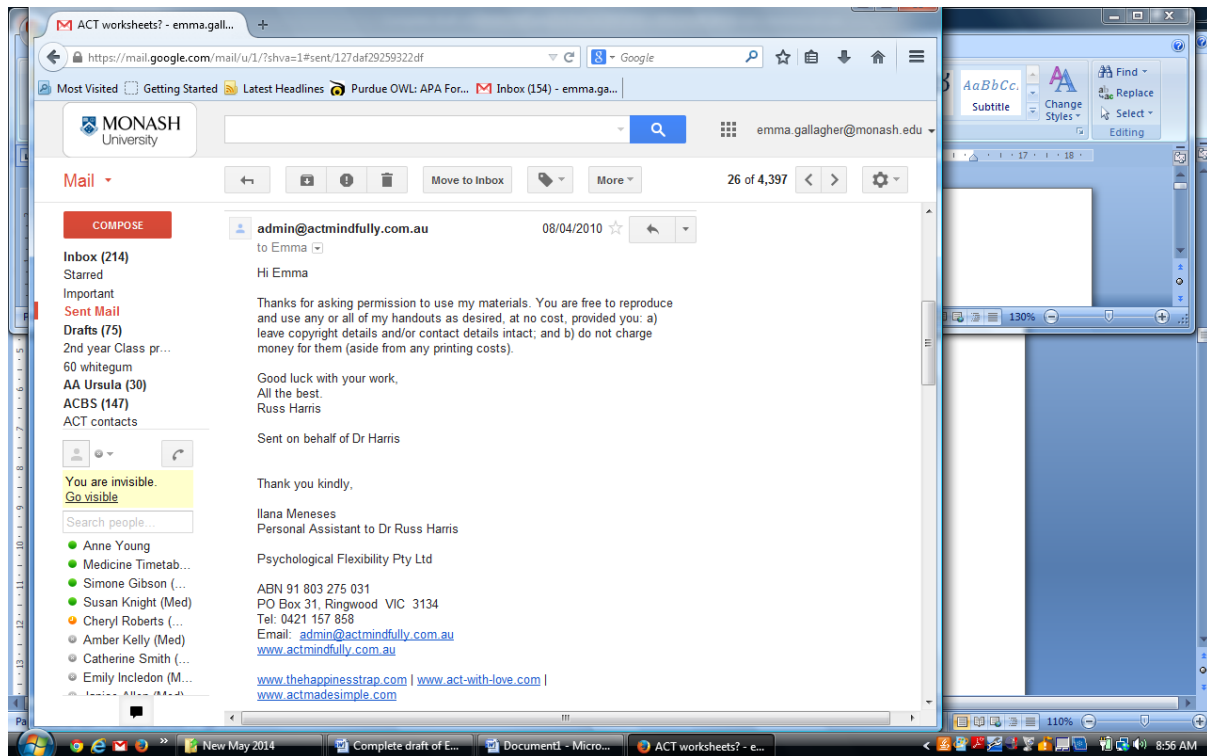 ACT worksheets? - emma.gall...
https://mail.google.com/mail/u/1/?shva=1#sent/127daf29259322df
Google
Most Visited Getting Started Latest Headlines Purdue OWL: APA For... Inbox (154) - emma.ga...
MONASH
University
emma.gallagher@monash.edu
Mail
Move to Inbox
More
26 of 4,397
COMPOSE
Inbox (214)
Starred
Important
Sent Mail
Drafts (75)
2nd year Class pr...
60 whitegum
AA Ursula (30)
ACBS (147)
ACT contacts
You are invisible.
Go visible
Search people...
Anne Young
Medicine Timetab...
Simone Gibson (...
Susan Knight (Med)
Cheryl Roberts (...
Amber Kelly (Med)
Catherine Smith (...
Emily Incledon (M...
admin@actmindfully.com.au
08/04/2010
to Emma
Hi Emma
Thanks for asking permission to use my materials. You are free to reproduce
and use any or all of my handouts as desired, at no cost, provided you: a)
leave copyright details and/or contact details intact; and b) do not charge
money for them (aside from any printing costs).
Good luck with your work,
All the best.
Russ Harris
Sent on behalf of Dr Harris
Thank you kindly,
Ilana Meneses
Personal Assistant to Dr Russ Harris
Psychological Flexibility Pty Ltd
ABN 91 803 275 031
PO Box 31, Ringwood VIC 3134
Tel: 0421 157 858
Email: admin@actmindfully.com.au
www.actmindfully.com.au
www.thehappinesstrap.com | www.act-with-love.com |
www.actmadesimple.com
AaBbCc.
Subtitle
Change
Styles
Find
Replace
Select
Editing
17 18
130%
110%
New May 2014
Complete draft of E...
Document1 - Micro...
ACT worksheets? - e...
8:56 AM